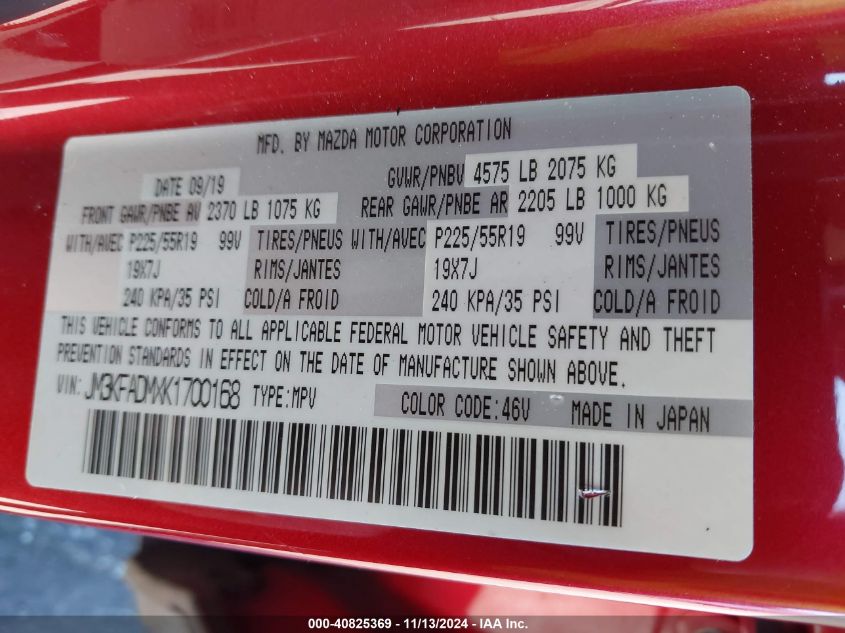 MFD. BY MAZDA MOTOR CORPORATION
DATE 09/19 GVWR/PNBV 4575 LB 2075 KG
FRONT GAWR/PNBE AV 2370 LB 1075 KG REAR GAWR/PNBE AR 2205 LB 1000 KG
WITH/AVEC P225/55R19 99V TIRES/PNEUS WITH/AVEC P225/55R19 99V TIRES/PNEUS
19X7J RIMS/JANTES 19X7J RIMS/JANTES
240 KPA/35 PSI COLD/A FROID 240 KPA/35 PSI COLD/A FROID
THIS VEHICLE CONFORMS TO ALL APPLICABLE FEDERAL MOTOR VEHICLE SAFETY AND THEFT
PREVENTION STANDARDS IN EFFECT ON THE DATE OF MANUFACTURE SHOWN ABOVE.
VIN: JM3KFADMXK1700168 TYPE:MPV COLOR CODE:46V MADE IN JAPAN
000-40825369 - 11/13/2024 - IAA Inc.